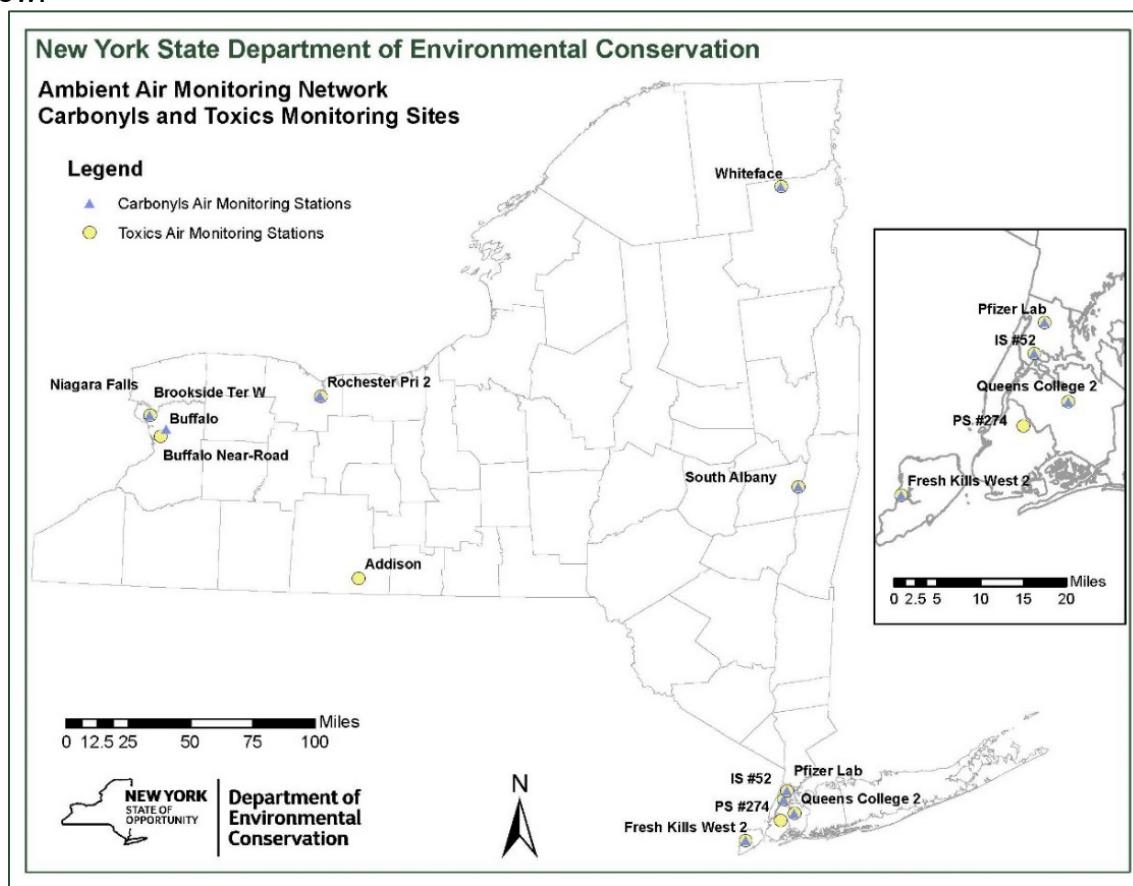 New York State Department of Environmental Conservation
Ambient Air Monitoring Network
Carbonyls and Toxics Monitoring Sites
Legend
Carbonyls Air Monitoring Stations
Toxics Air Monitoring Stations
Whiteface
Niagara Falls
Brookside Ter W
Buffalo
Buffalo Near-Road
Rochester Pri 2
South Albany
Addison
Pfizer Lab
IS #52
Queens College 2
PS #274
Fresh Kills West 2
Miles
0 2.5 5 10 15 20
Miles
0 12.5 25 50 75 100
IS #52
Pfizer Lab
PS #274
Queens College 2
Fresh Kills West 2
N
NEW YORK
STATE OF
OPPORTUNITY
Department of
Environmental
Conservation